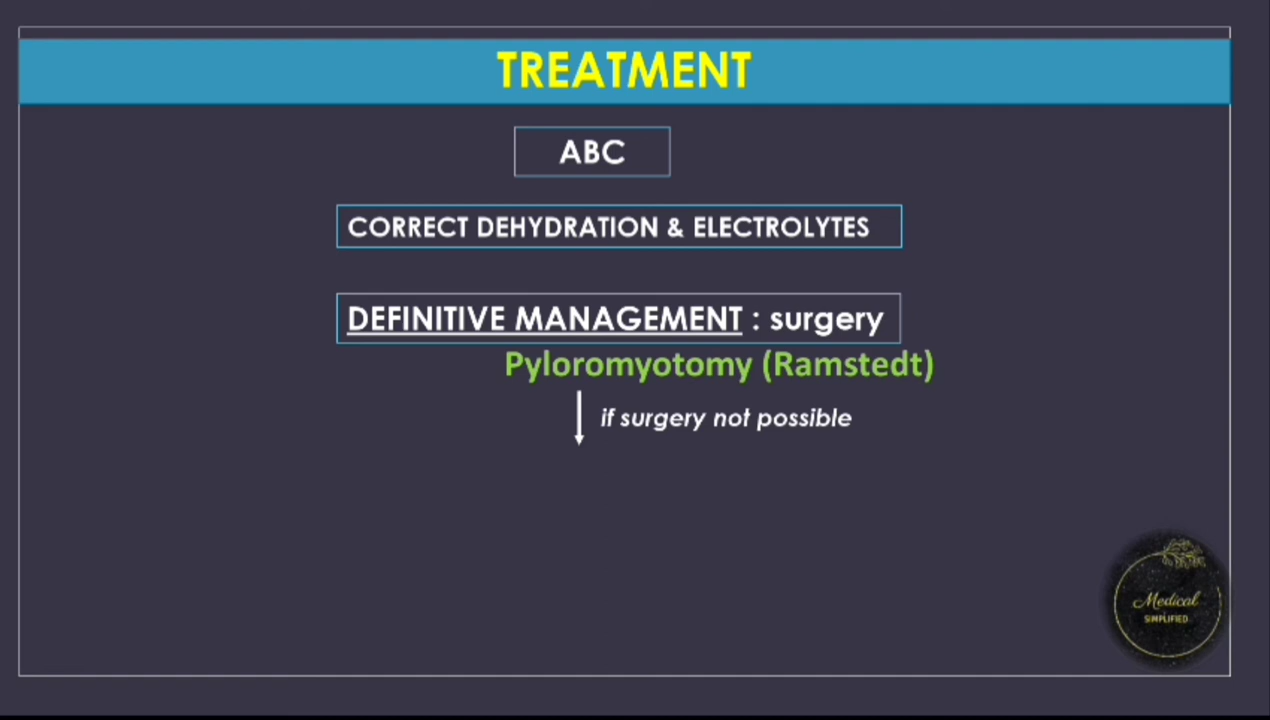 TREATMENT
ABC
CORRECT DEHYDRATION & ELECTROLYTES
DEFINITIVE MANAGEMENT : surgery
Pyloromyotomy (Ramstedt)
if surgery not possible
Medical
SIMPLIFIED